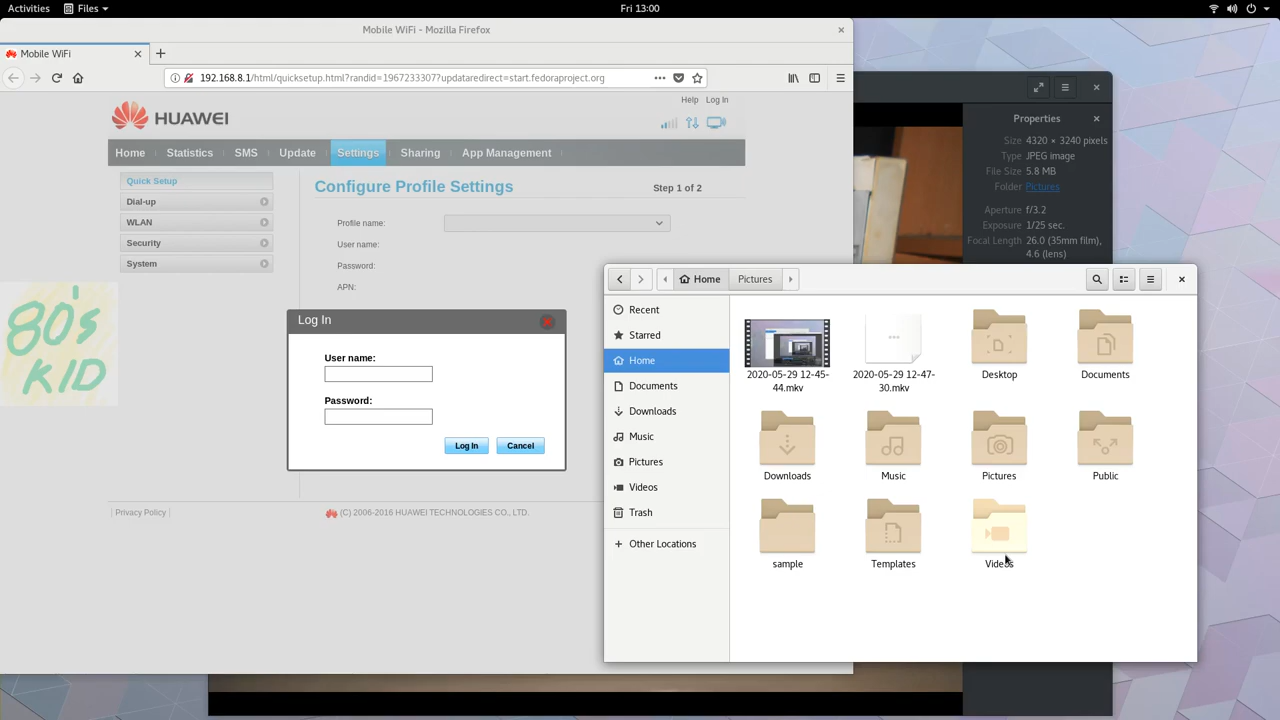 Activities Files Fri 13:00
Mobile WiFi - Mozilla Firefox
Mobile WiFi
192.168.8.1/html/quicksetup.html?randid=1967233307?updateredirect=start.fedoraproject.org
Help Log In
HUAWEI
Home Statistics SMS Update Settings Sharing App Management
Quick Setup
Dial-up
WLAN
Security
System
Configure Profile Settings Step 1 of 2
Profile name:
User name:
Password:
APN:
Log In
User name:
Password:
Log In Cancel
Privacy Policy (C) 2006-2016 HUAWEI TECHNOLOGIES CO., LTD.
80's
KID
Properties
Size 4320 × 3240 pixels
Type JPEG image
File Size 5.8 MB
Folder Pictures
Aperture f/3.2
Exposure 1/25 sec.
Focal Length 26.0 (35mm film),
4.6 (lens)
Home Pictures
Recent
Starred
Home
Documents
Downloads
Music
Pictures
Videos
Trash
Other Locations
2020-05-29 12-45-
44.mkv
2020-05-29 12-47-
30.mkv
Desktop
Documents
Downloads
Music
Pictures
Public
sample
Templates
Videos